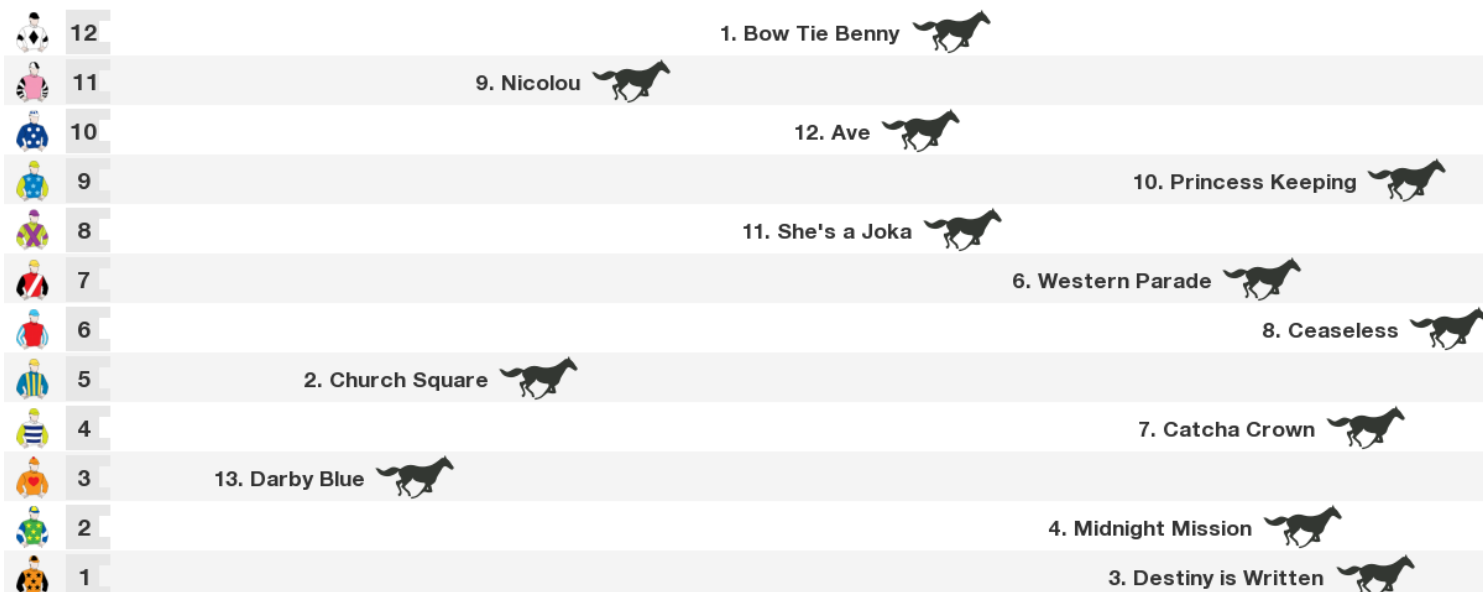 12 1. Bow Tie Benny
11 9. Nicolou
10 12. Ave
9 10. Princess Keeping
8 11. She's a Joka
7 6. Western Parade
6 8. Ceaseless
5 2. Church Square
4 7. Catcha Crown
3 13. Darby Blue
2 4. Midnight Mission
1 3. Destiny is Written